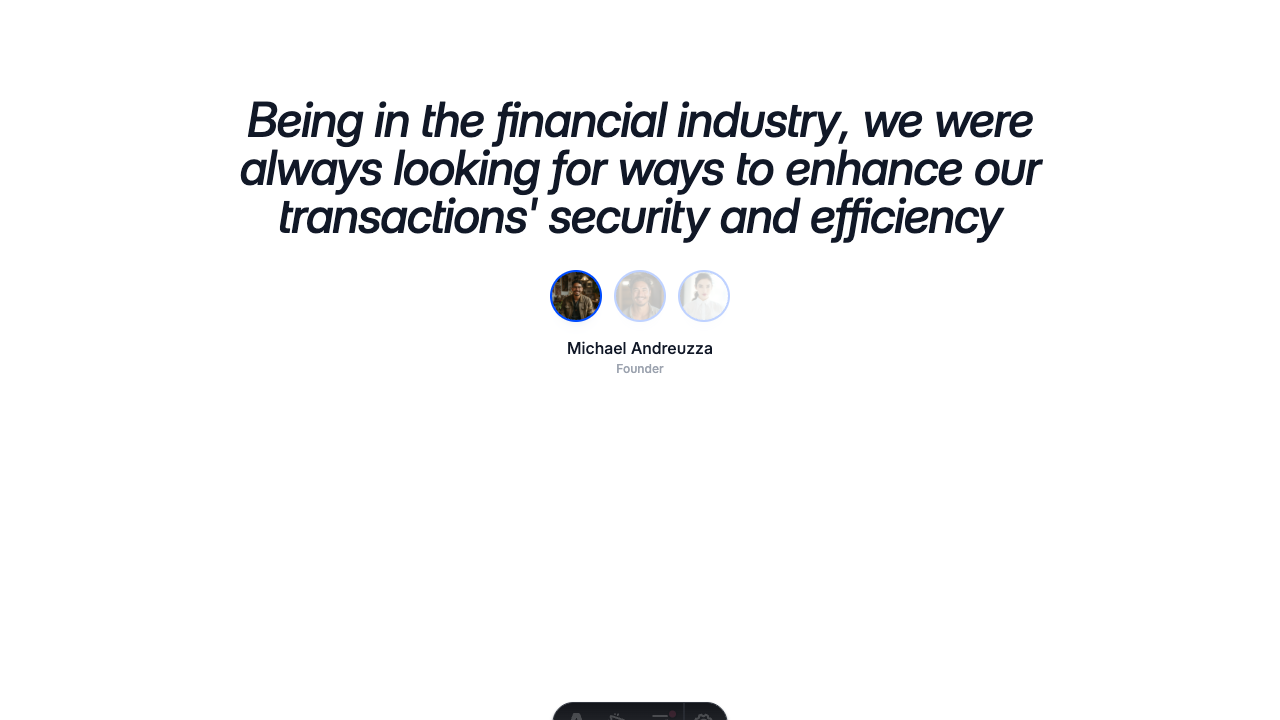 Being in the financial industry, we were
always looking for ways to enhance our
transactions' security and efficiency
Michael Andreuzza
Founder